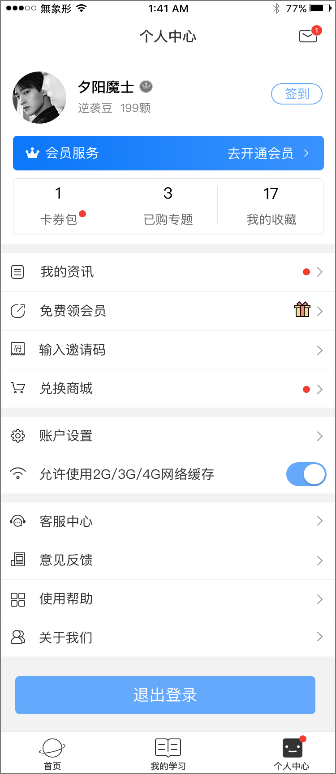 無象形 1:41 AM 77%
个人中心
1
夕阳魔士
逆袭豆 199颗
签到
会员服务 去开通会员
1 3 17
卡券包 已购专题 我的收藏
我的资讯
免费领会员
输入邀请码
兑换商城
账户设置
允许使用2G/3G/4G网络缓存
客服中心
意见反馈
使用帮助
关于我们
退出登录
首页 我的学习 个人中心